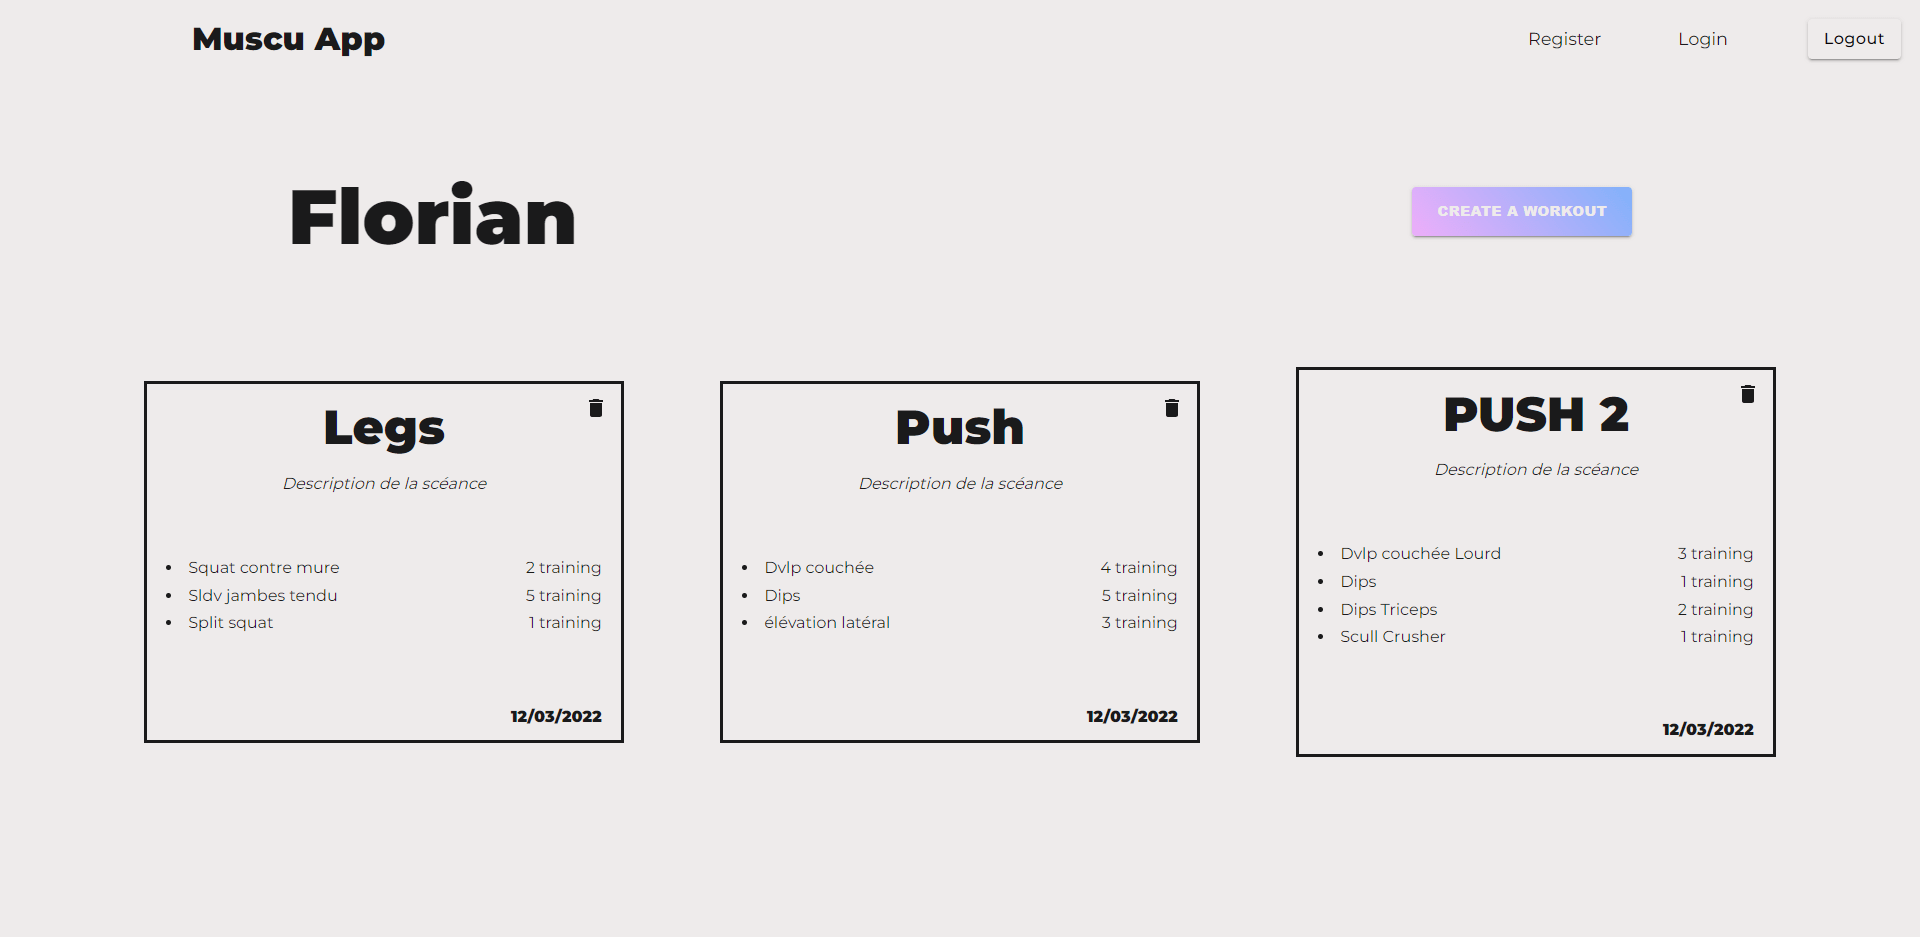 Muscu App
Register Login Logout
Florian
CREATE A WORKOUT
Legs
Description de la scéance
Squat contre mure 2 training
Sldv jambes tendu 5 training
Split squat 1 training
12/03/2022
Push
Description de la scéance
Dvlp couchée 4 training
Dips 5 training
élévation latéral 3 training
12/03/2022
PUSH 2
Description de la scéance
Dvlp couchée Lourd 3 training
Dips 1 training
Dips Triceps 2 training
Scull Crusher 1 training
12/03/2022